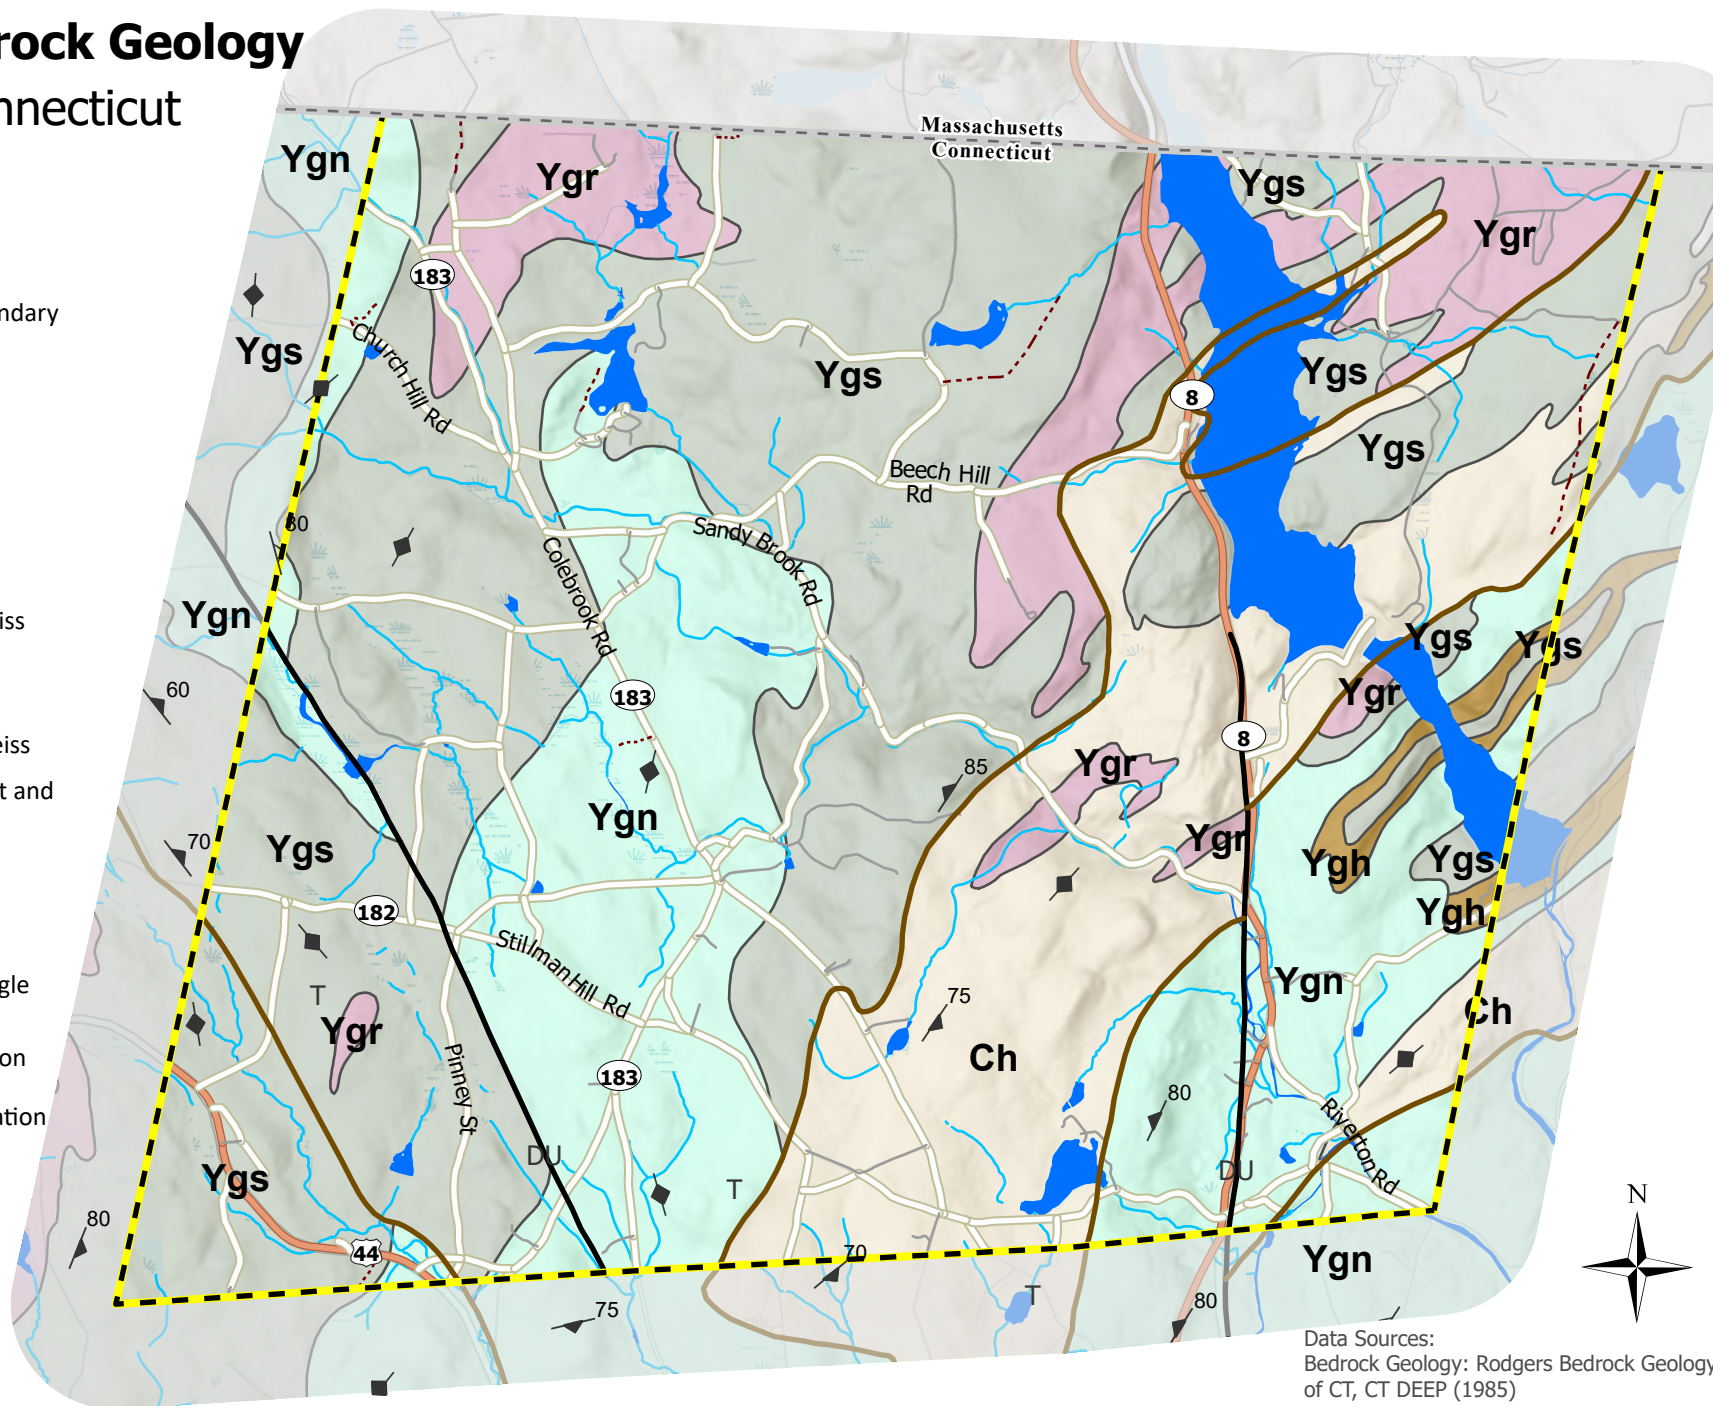 rock Geology
nnecticut
ndary
iss
eiss
t and
gle
on
ation
Massachusetts
Connecticut
Ygn
Ygr
Ygs
Ygr
183
Ygs
Church Hill Rd
Ygs
Ygs
8
Ygs
Beech Hill
Rd
80
Sandy Brook Rd
Colebrook Rd
Ygn
Ygs
Ygs
60
183
Ygr
8
Ygr
85
Ygn
Ygr
70
Ygs
Ygh
Ygs
182
Ygh
Stillman Hill Rd
Ygn
T
75
Ch
Ygr
Ch
Pinney St
183
80
Riverton Rd
DU
DU
Ygs
T
80
44
70
Ygn
N
75
T
80
Data Sources:
Bedrock Geology: Rodgers Bedrock Geology
of CT, CT DEEP (1985)